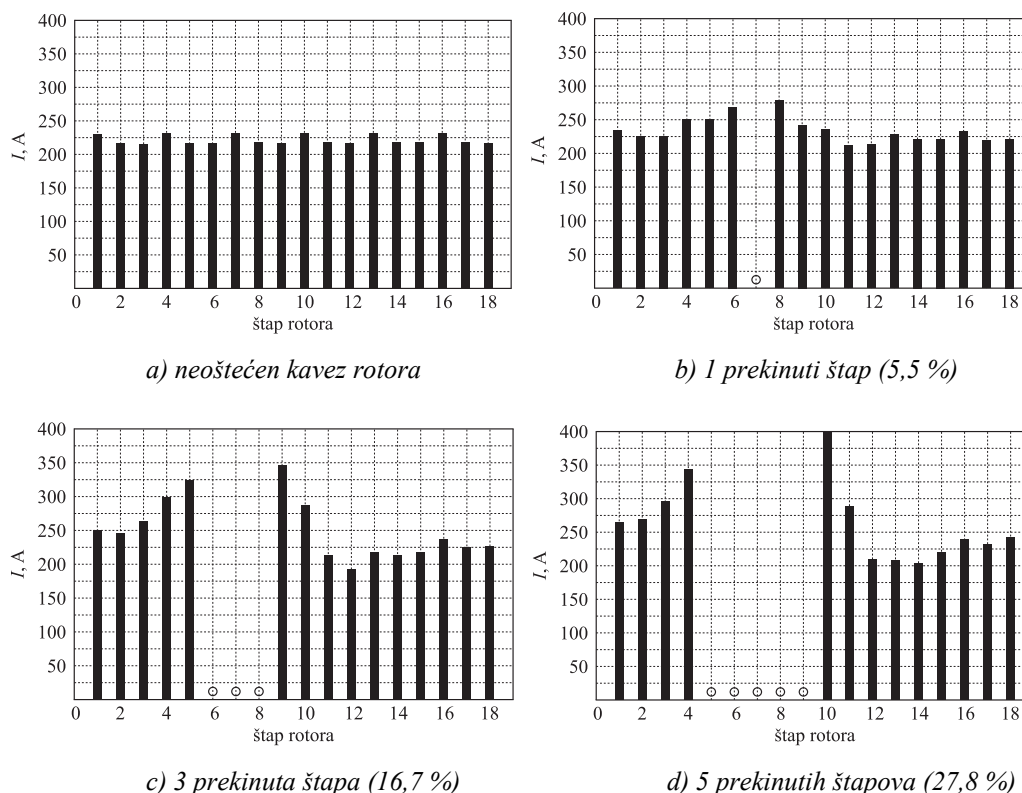 400
350
300
250
200
150
100
50
I, A
0 2 4 6 8 10 12 14 16 18
štap rotora
a) neoštećen kavez rotora
400
350
300
250
200
150
100
50
I, A
0 2 4 6 8 10 12 14 16 18
štap rotora
b) 1 prekinuti štap (5,5 %)
400
350
300
250
200
150
100
50
I, A
0 2 4 6 8 10 12 14 16 18
štap rotora
c) 3 prekinuta štapa (16,7 %)
400
350
300
250
200
150
100
50
I, A
0 2 4 6 8 10 12 14 16 18
štap rotora
d) 5 prekinutih štapova (27,8 %)